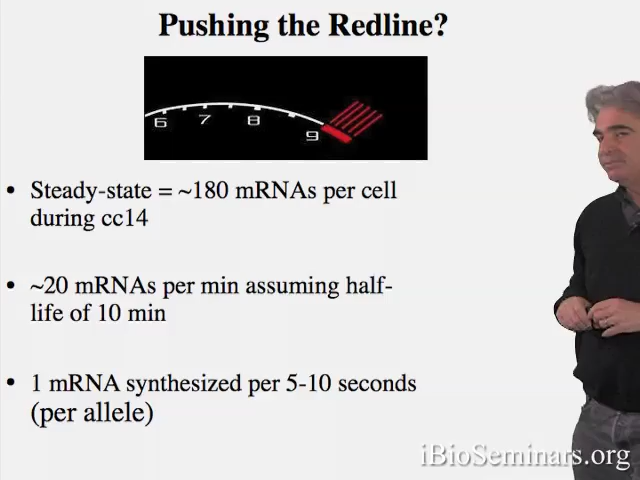 Pushing the Redline?
6 7 8 9
• Steady-state = ~180 mRNAs per cell
during cc14
• ~20 mRNAs per min assuming half-
life of 10 min
• 1 mRNA synthesized per 5-10 seconds
(per allele)
iBioSeminars.org